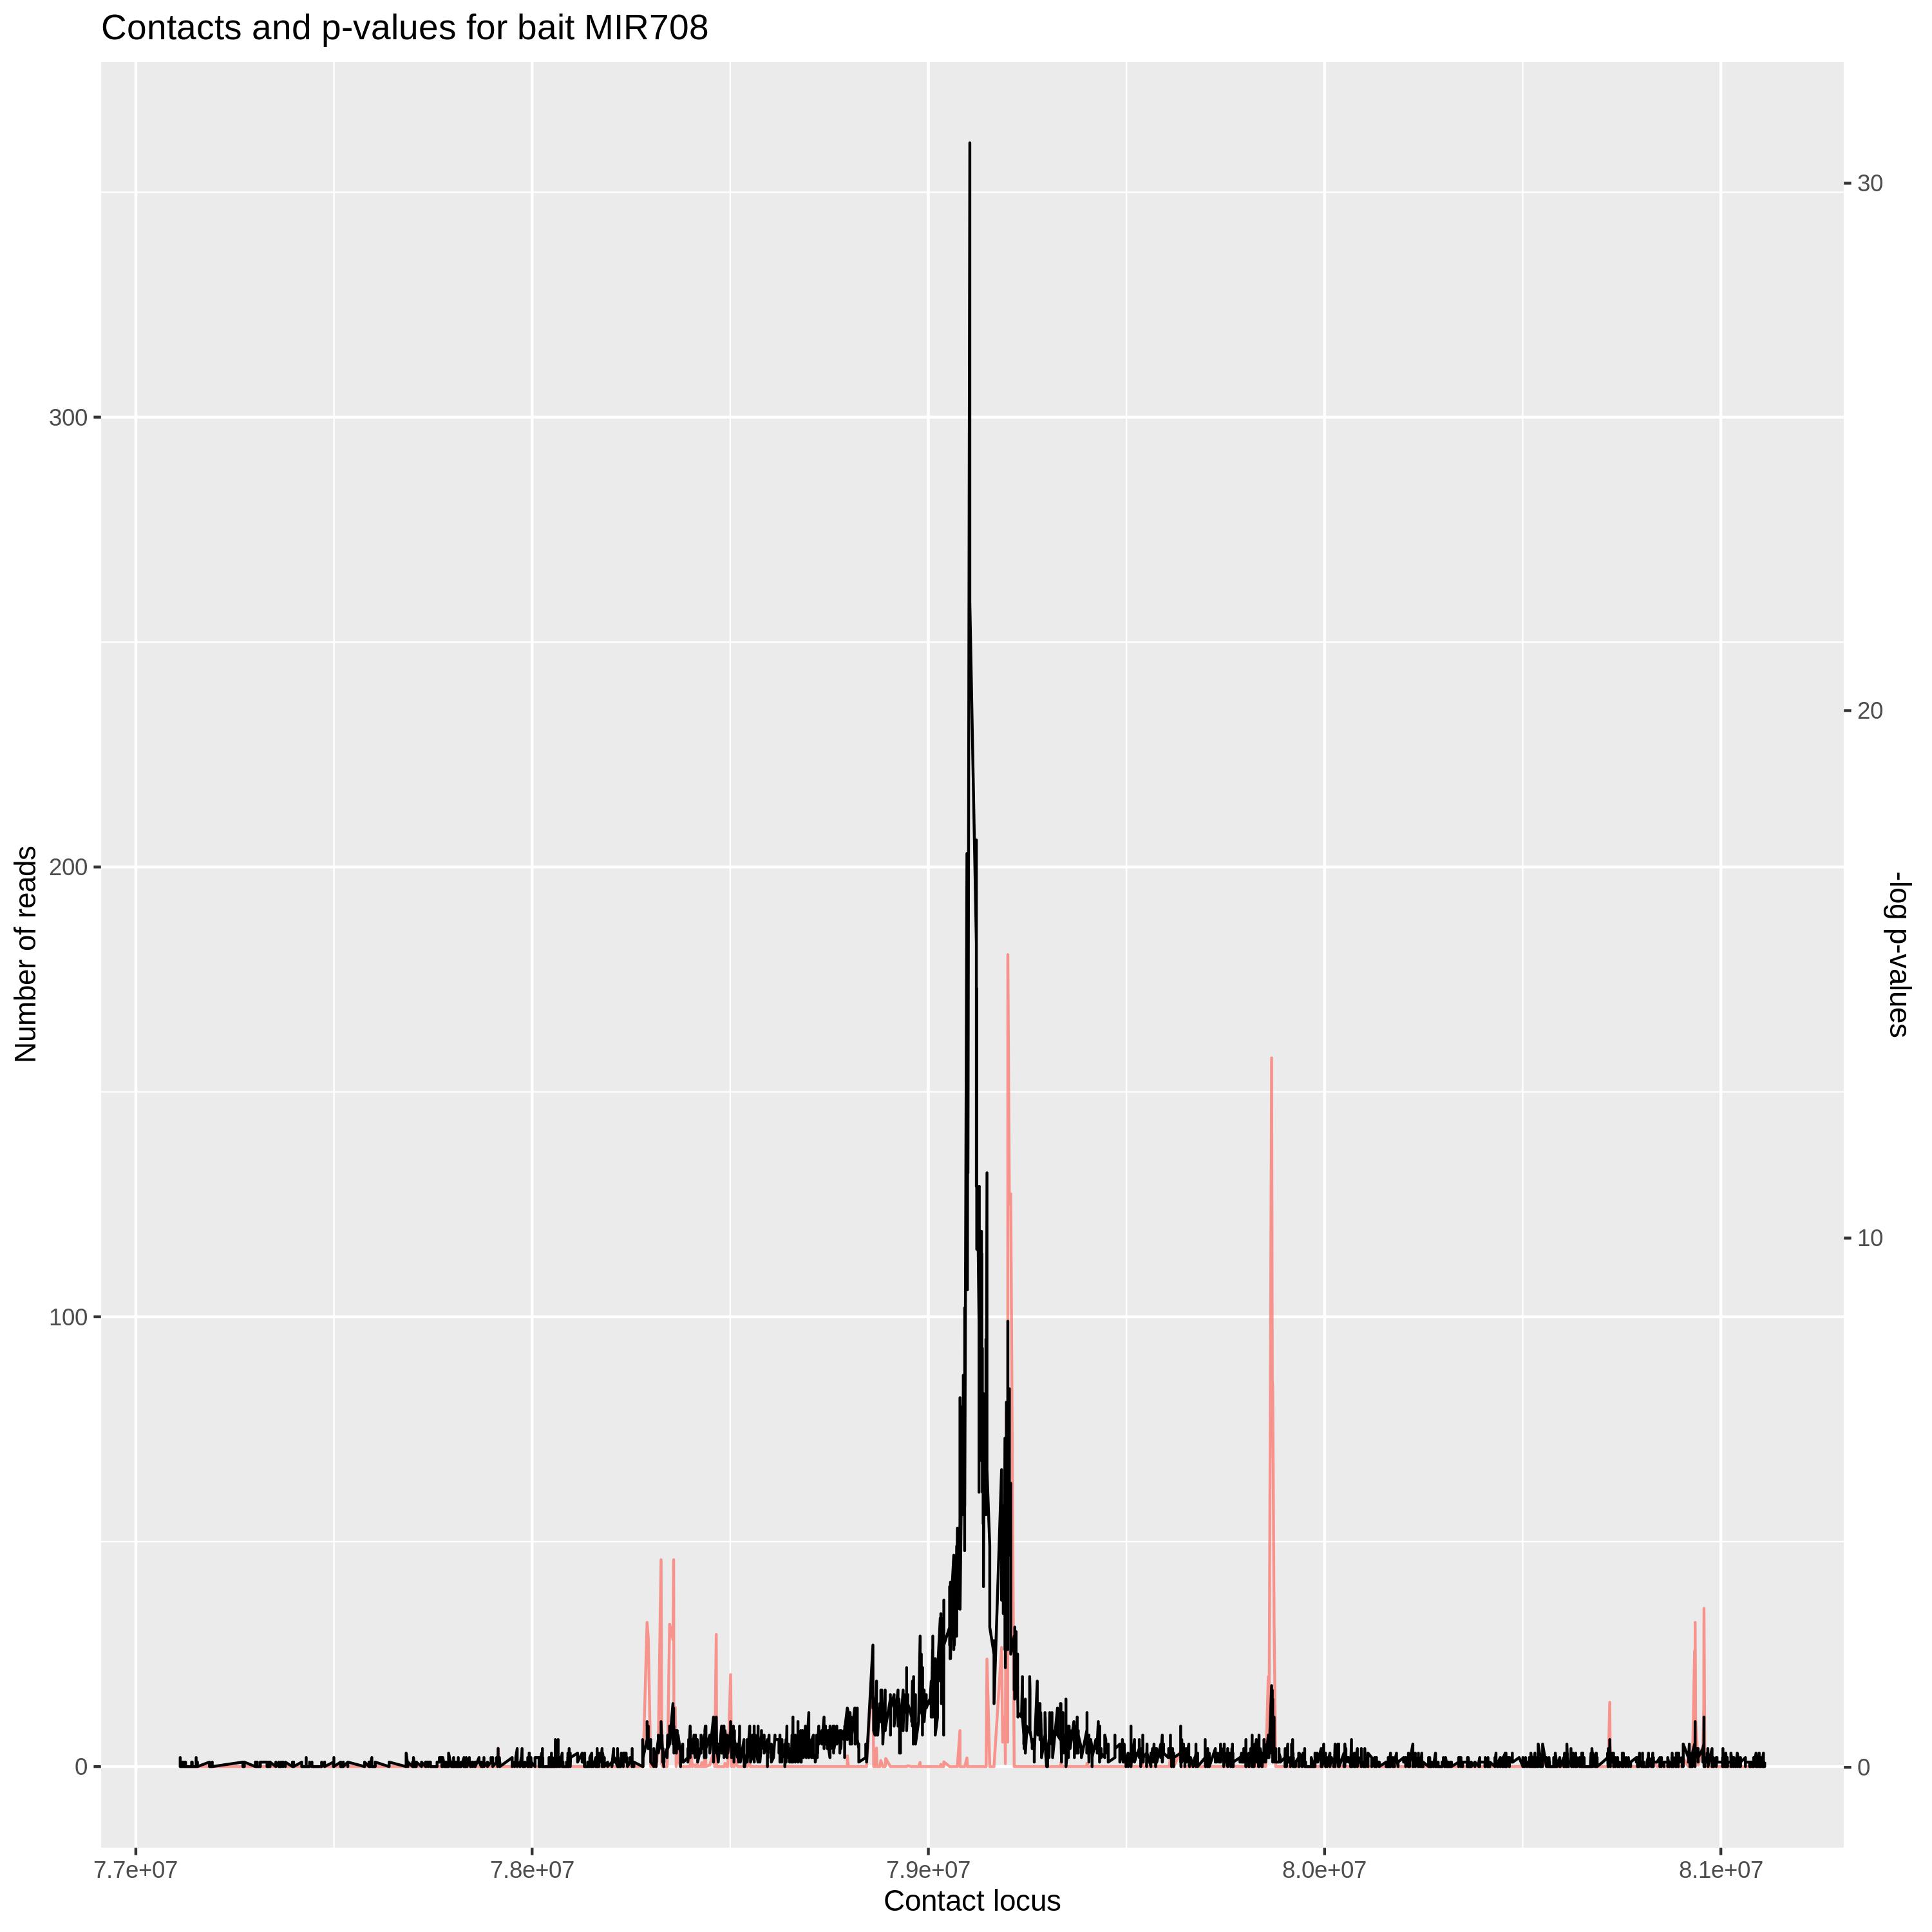 Contacts and p-values for bait MIR708
Number of reads
300
200
100
0
30
20
10
0
-log p-values
7.7e+07 7.8e+07 7.9e+07 8.0e+07 8.1e+07
Contact locus